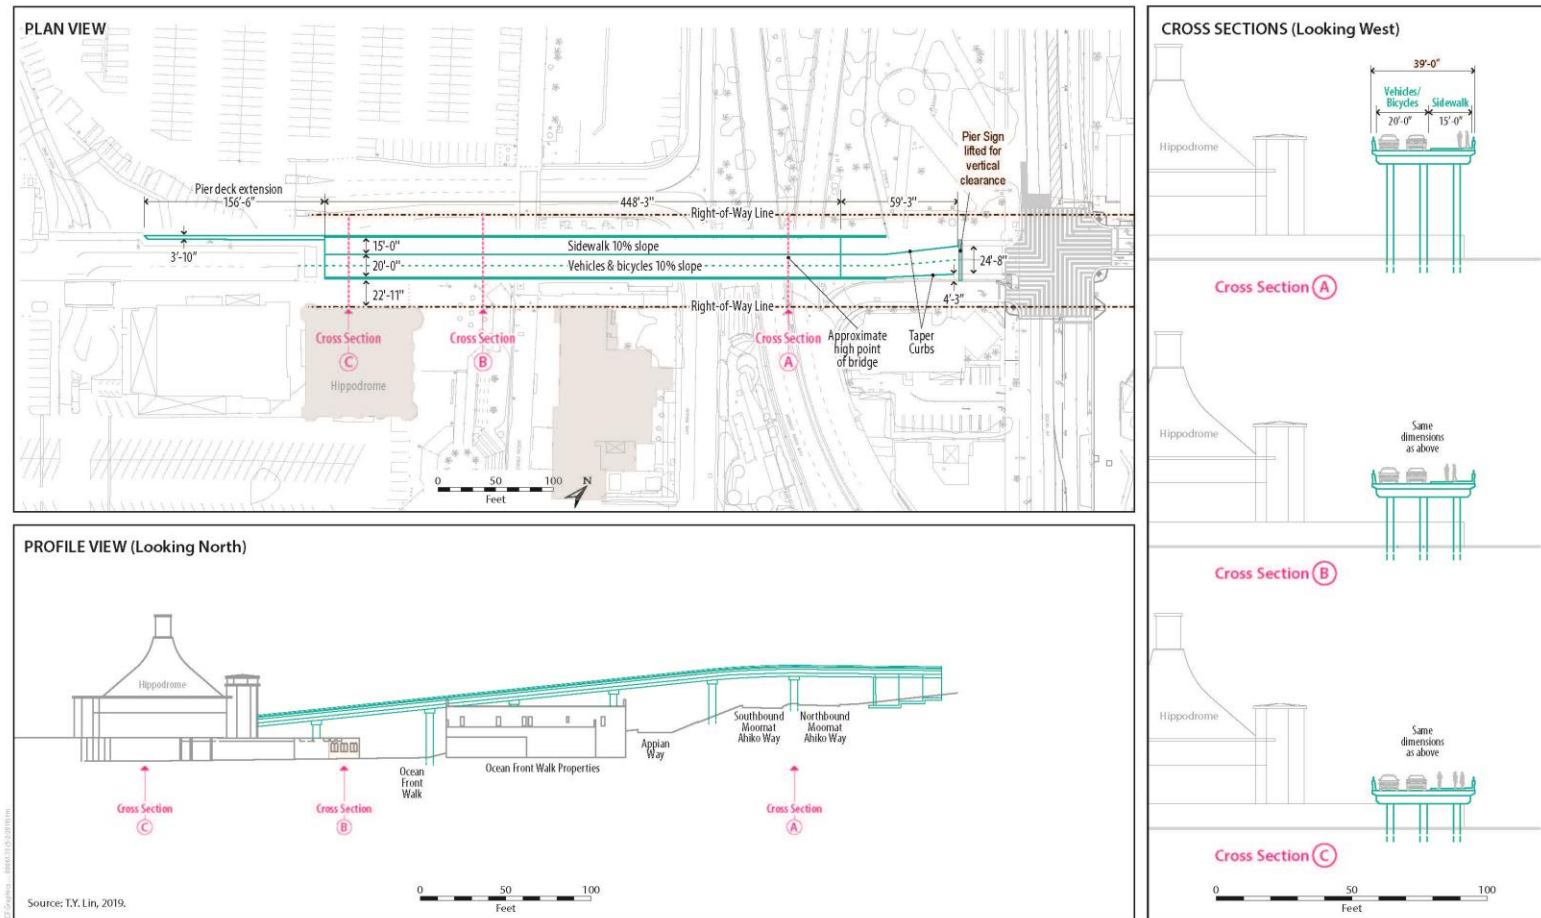 PLAN VIEW
Pier deck extension
156'-6"
448'-3"
59'-3"
Pier Sign
lifted for
vertical
clearance
Right-of-Way Line
3'-10"
15'-0"
Sidewalk 10% slope
20'-0"
Vehicles & bicycles 10% slope
24'-8"
22'-11"
4'-3"
Right-of-Way Line
Cross Section
C
Cross Section
B
Cross Section
A
Approximate
high point
of bridge
Taper
Curbs
Hippodrome
0 50 100
Feet
N
PROFILE VIEW (Looking North)
Hippodrome
Ocean
Front
Walk
Ocean Front Walk Properties
Appian
Way
Southbound
Moomat
Ahiko Way
Northbound
Moomat
Ahiko Way
Cross Section
C
Cross Section
B
Cross Section
A
Source: T.Y. Lin, 2019.
0 50 100
Feet
CROSS SECTIONS (Looking West)
39'-0"
Vehicles/
Bicycles
Sidewalk
20'-0"
15'-0"
Hippodrome
Cross Section A
Same
dimensions
as above
Hippodrome
Cross Section B
Same
dimensions
as above
Hippodrome
Cross Section C
0 50 100
Feet